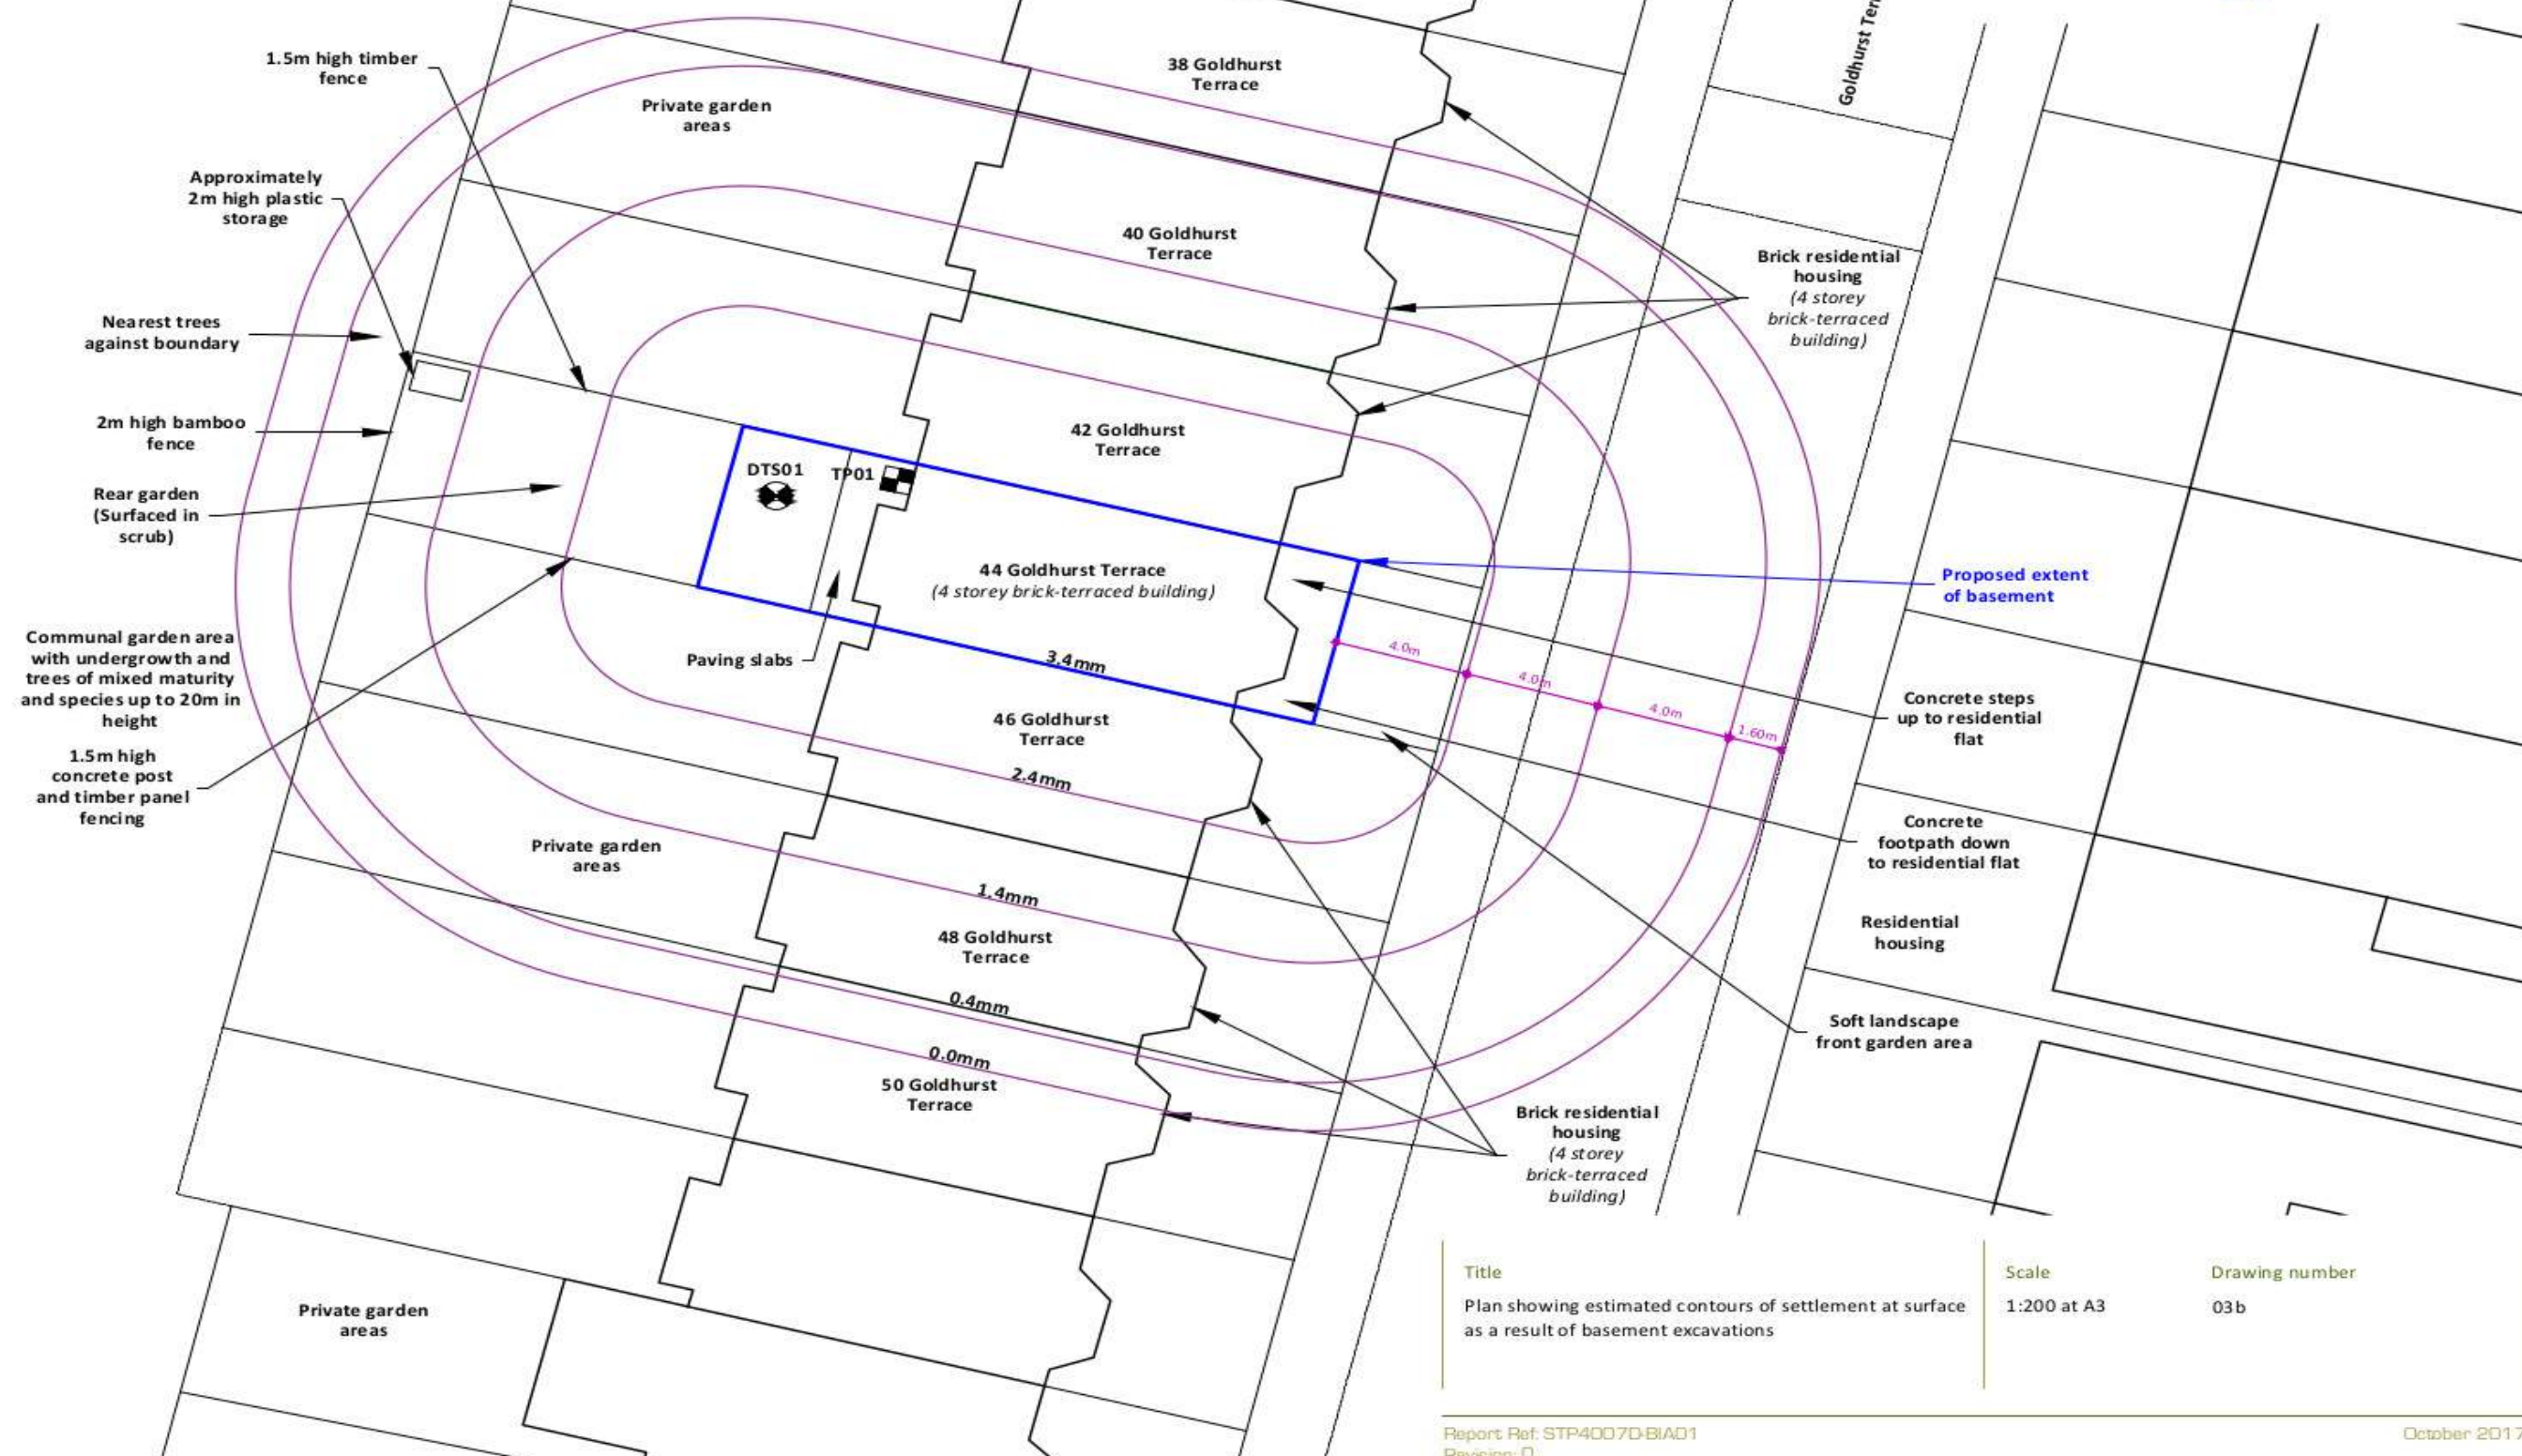 1.5m high timber
fence
Approximately
2m high plastic
storage
Nearest trees
against boundary
2m high bamboo
fence
Rear garden
(Surfaced in
scrub)
Communal garden area
with undergrowth and
trees of mixed maturity
and species up to 20m in
height
1.5m high
concrete post
and timber panel
fencing
Private garden
areas
38 Goldhurst
Terrace
40 Goldhurst
Terrace
42 Goldhurst
Terrace
DTS01
TP01
44 Goldhurst Terrace
(4 storey brick-terraced building)
Paving slabs
3.4mm
46 Goldhurst
Terrace
2.4mm
Private garden
areas
1.4mm
48 Goldhurst
Terrace
0.4mm
0.0mm
50 Goldhurst
Terrace
Private garden
areas
Goldhurst
Brick residential
housing
(4 storey
brick-terraced
building)
Proposed extent
of basement
4.0m
4.0m
4.0m
1.60m
Concrete steps
up to residential
flat
Concrete
footpath down
to residential flat
Residential
housing
Soft landscape
front garden area
Brick residential
housing
(4 storey
brick-terraced
building)
Title
Plan showing estimated contours of settlement at surface
as a result of basement excavations
Scale
1:200 at A3
Drawing number
03b
Report Ref: STP4007D-BIA01
Revision: 0
October 2017